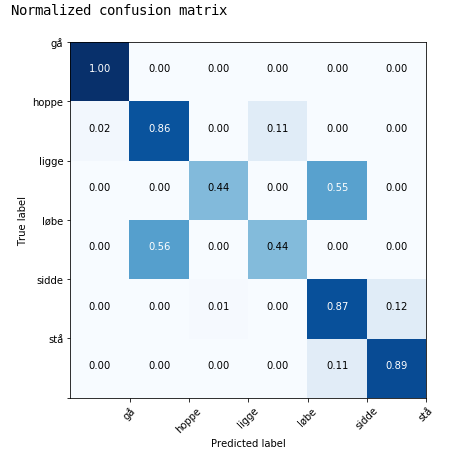 Normalized confusion matrix
gå
1.00 0.00 0.00 0.00 0.00 0.00
hoppe
0.02 0.86 0.00 0.11 0.00 0.00
ligge
0.00 0.00 0.44 0.00 0.55 0.00
løbe
0.00 0.56 0.00 0.44 0.00 0.00
sidde
0.00 0.00 0.01 0.00 0.87 0.12
stå
0.00 0.00 0.00 0.00 0.11 0.89
True label
gå hoppe ligge løbe sidde stå
Predicted label